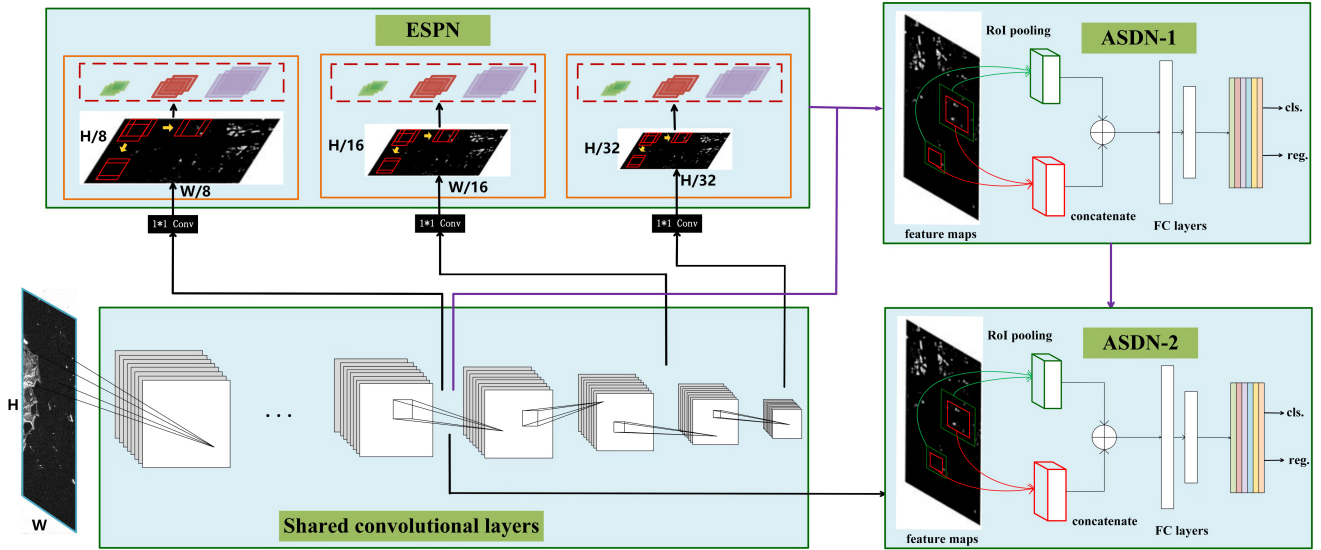 ESPN
H/8
W/8
1*1 Conv
H/16
W/16
1*1 Conv
H/32
H/32
1*1 Conv
ASDN-1
RoI pooling
cls.
reg.
concatenate
FC layers
feature maps
H
W
. . .
Shared convolutional layers
ASDN-2
RoI pooling
cls.
reg.
concatenate
FC layers
feature maps